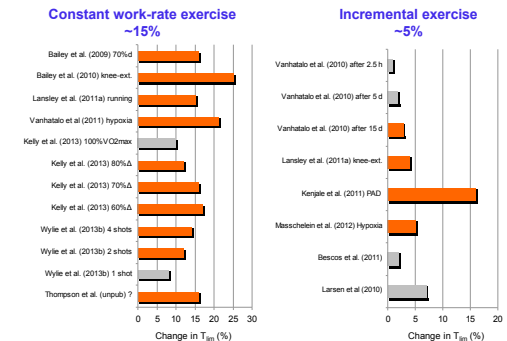 Constant work-rate exercise
~15%
Bailey et al. (2009) 70%d
Bailey et al. (2010) knee-ext.
Lansley et al. (2011a) running
Vanhatalo et al (2011) hypoxia
Kelly et al. (2013) 100%VO2max
Kelly et al. (2013) 80%Δ
Kelly et al. (2013) 70%Δ
Kelly et al. (2013) 60%Δ
Wylie et al. (2013b) 4 shots
Wylie et al. (2013b) 2 shots
Wylie et al. (2013b) 1 shot
Thompson et al. (unpub) ?
0 5 10 15 20 25 30
Change in Tlim (%)
Incremental exercise
~5%
Vanhatalo et al. (2010) after 2.5 h
Vanhatalo et al. (2010) after 5 d
Vanhatalo et al. (2010) after 15 d
Lansley et al. (2011a) knee-ext.
Kenjale et al. (2011) PAD
Masschelein et al. (2012) Hypoxia
Bescos et al. (2011)
Larsen et al (2010)
0 5 10 15 20
Change in Tlim (%)